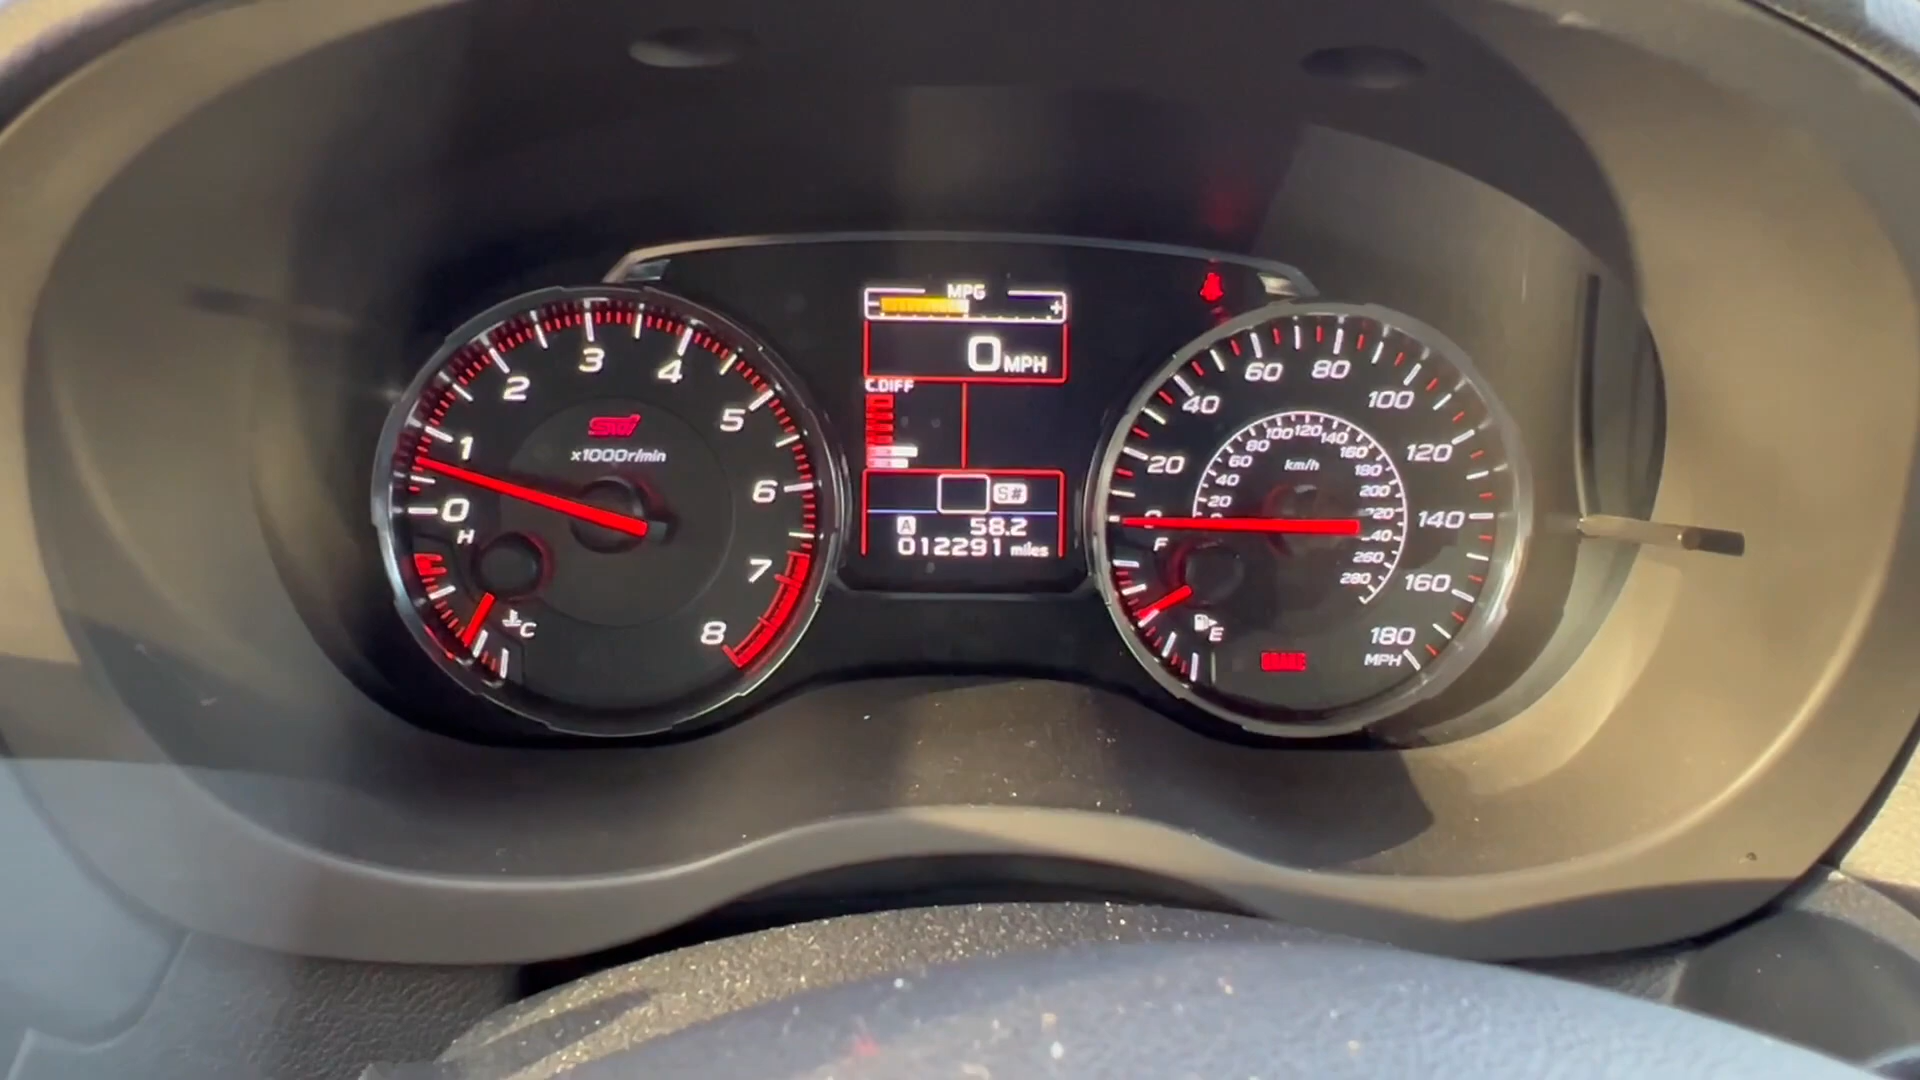 MPG
- +
0 MPH
C.DIFF
S#
A 58.2
012291 miles
0 1 2 3 4 5 6 7 8
STI
x1000r/min
H
C
20 40 60 80 100 120 140 160 180
MPH
20 40 60 80 100 120 140 160 180 200 220 240 260 280
km/h
F
E
BRAKE